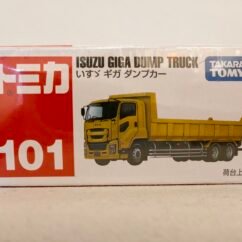 トミカ
101
ISUZU GIGA DUMP TRUCK
いすゞ ギガ ダンプカー
TAKARA
TOMY
荷台上